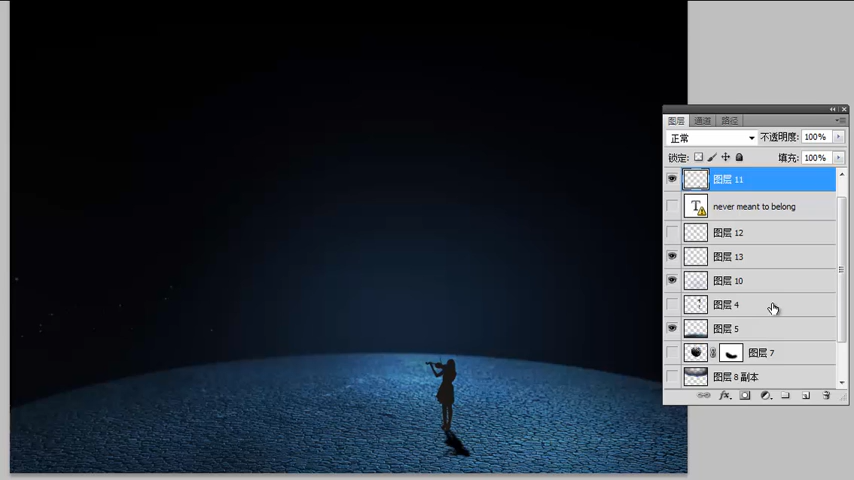 图层 通道 路径
正常 不透明度: 100%
锁定: 填充: 100%
图层 11
T never meant to belong
图层 12
图层 13
图层 10
图层 4
图层 5
图层 7
图层 8 副本
fx.